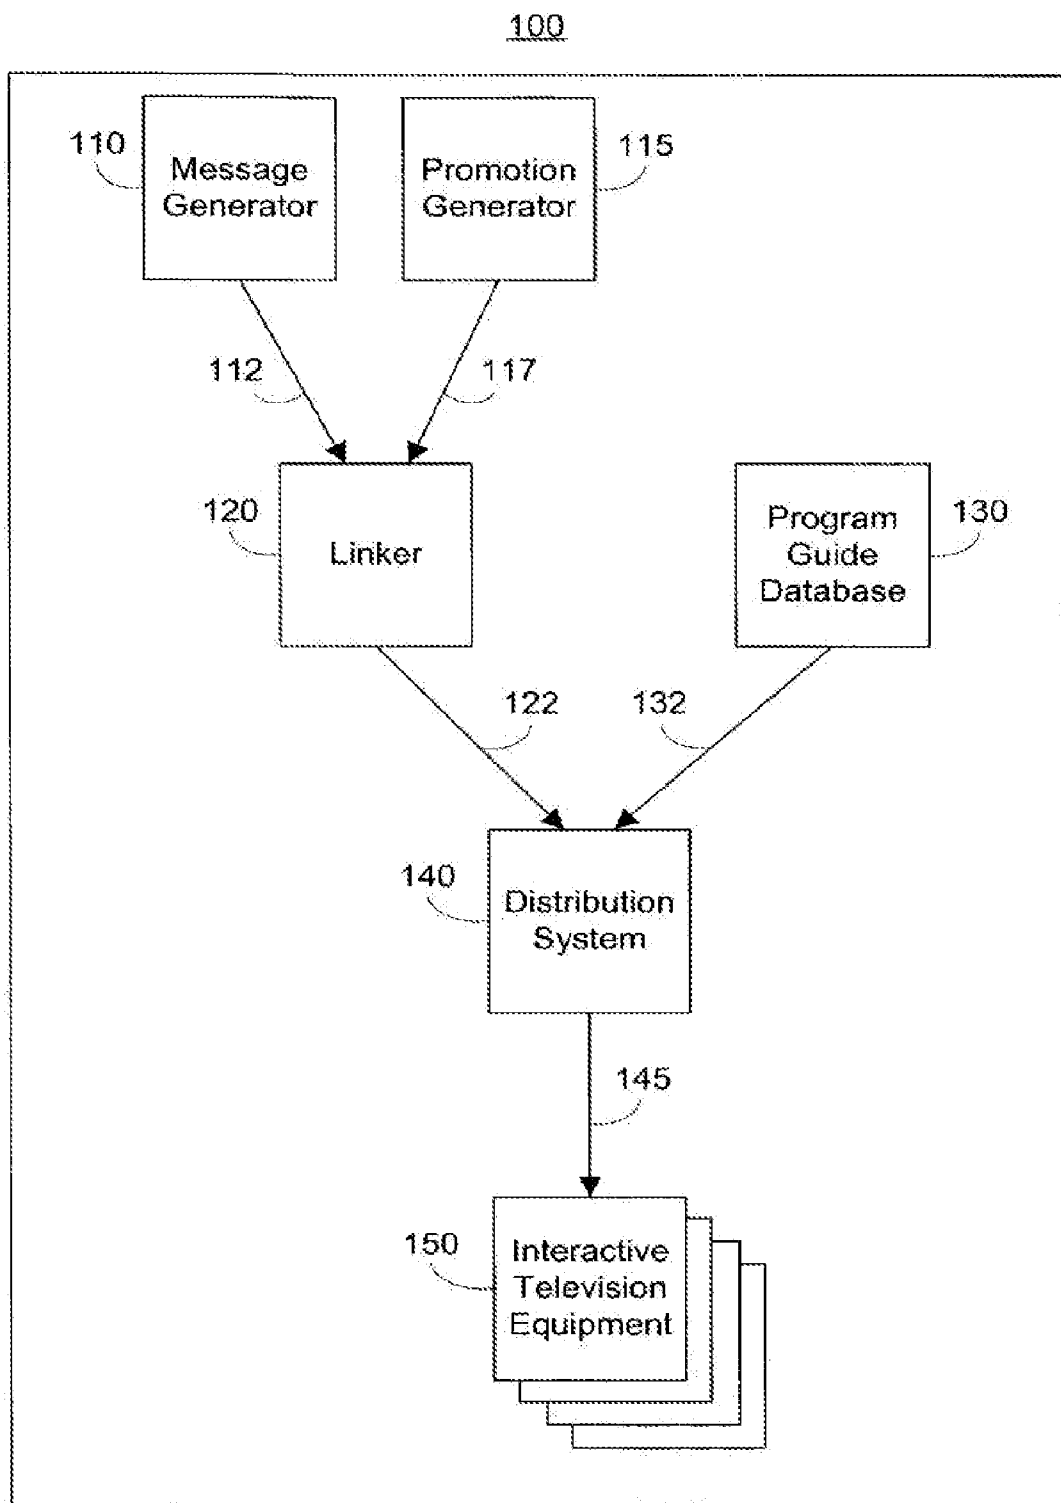 100
110
Message
Generator
Promotion
Generator
115
112
117
120
Linker
Program
Guide
Database
130
122
132
140
Distribution
System
145
150
Interactive
Television
Equipment